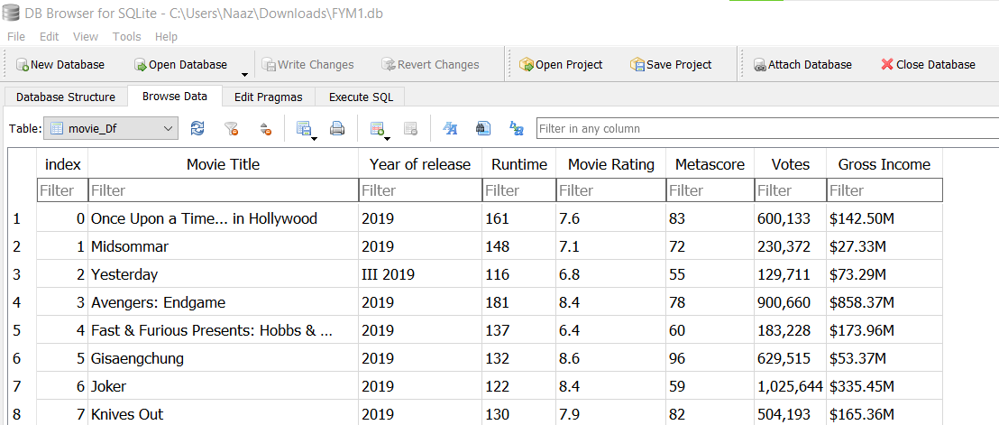 DB Browser for SQLite - C:\Users\Naaz\Downloads\FYM1.db
File Edit View Tools Help
New Database Open Database Write Changes Revert Changes Open Project Save Project Attach Database Close Database
Database Structure Browse Data Edit Pragmas Execute SQL
Table: movie_Df Filter in any column
index Movie Title Year of release Runtime Movie Rating Metascore Votes Gross Income
Filter Filter Filter Filter Filter Filter Filter Filter
1 0 Once Upon a Time... in Hollywood 2019 161 7.6 83 600,133 $142.50M
2 1 Midsommar 2019 148 7.1 72 230,372 $27.33M
3 2 Yesterday III 2019 116 6.8 55 129,711 $73.29M
4 3 Avengers: Endgame 2019 181 8.4 78 900,660 $858.37M
5 4 Fast & Furious Presents: Hobbs & ... 2019 137 6.4 60 183,228 $173.96M
6 5 Gisaengchung 2019 132 8.6 96 629,515 $53.37M
7 6 Joker 2019 122 8.4 59 1,025,644 $335.45M
8 7 Knives Out 2019 130 7.9 82 504,193 $165.36M